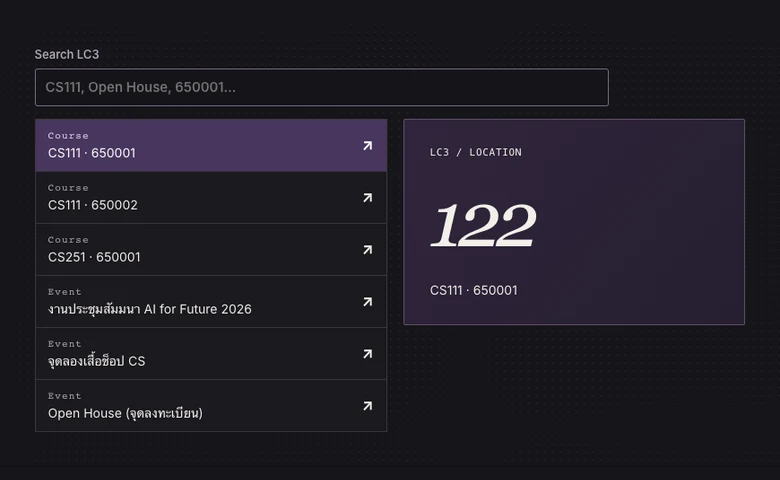 Search LC3
CS111, Open House, 650001...
Course
CS111 · 650001
Course
CS111 · 650002
Course
CS251 · 650001
Event
งานประชุมสัมมนา AI for Future 2026
Event
จุดลองเสื้อช็อป CS
Event
Open House (จุดลงทะเบียน)
LC3 / LOCATION
122
CS111 · 650001